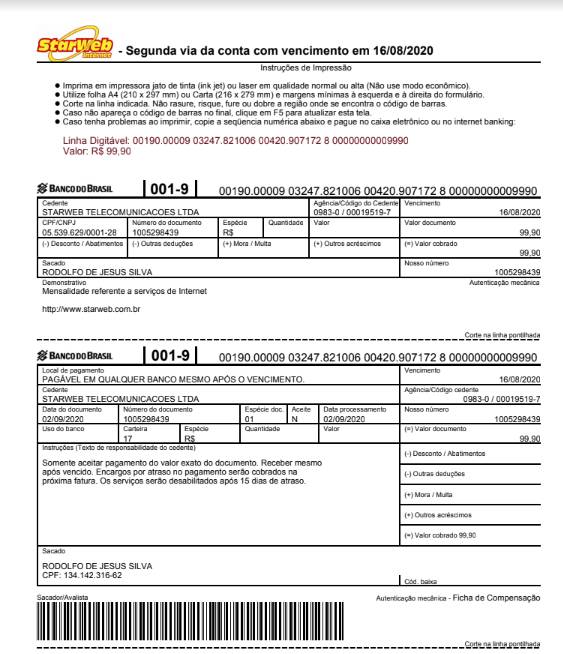 StarWeb
Internet
- Segunda via da conta com vencimento em 16/08/2020
Instruções de Impressão
● Imprima em impressora jato de tinta (ink jet) ou laser em qualidade normal ou alta (Não use modo econômico).
● Utilize folha A4 (210 x 297 mm) ou Carta (216 x 279 mm) e margens mínimas à esquerda e à direita do formulário.
● Corte na linha indicada. Não rasure, risque, fure ou dobre a região onde se encontra o código de barras.
● Caso não apareça o código de barras no final, clique em F5 para atualizar esta tela.
● Caso tenha problemas ao imprimir, copie a seqüencia numérica abaixo e pague no caixa eletrônico ou no internet banking:
Linha Digitável: 00190.00009 03247.821006 00420.907172 8 00000000009990
Valor: R$ 99,90
BANCO DO BRASIL 001-9 00190.00009 03247.821006 00420.907172 8 00000000009990
Cedente Agência/Código do Cedente Vencimento
STARWEB TELECOMUNICACOES LTDA 0983-0 / 00019519-7 16/08/2020
CPF/CNPJ Número do documento Espécie Quantidade Valor Valor documento
05.539.629/0001-28 1005298439 R$ 99,90
(-) Desconto / Abatimentos (-) Outras deduções (+) Mora / Multa (+) Outros acréscimos (=) Valor cobrado
99,90
Sacado Nosso número
RODOLFO DE JESUS SILVA 1005298439
Demonstrativo Autenticação mecânica
Mensalidade referente a serviços de Internet
http://www.starweb.com.br
Corte na linha pontilhada
BANCO DO BRASIL 001-9 00190.00009 03247.821006 00420.907172 8 00000000009990
Local de pagamento Vencimento
PAGÁVEL EM QUALQUER BANCO MESMO APÓS O VENCIMENTO. 16/08/2020
Cedente Agência/Código cedente
STARWEB TELECOMUNICACOES LTDA 0983-0 / 00019519-7
Data do documento Número do documento Espécie doc. Aceite Data processamento Nosso número
02/09/2020 1005298439 01 N 02/09/2020 1005298439
Uso do banco Carteira Espécie Quantidade Valor (=) Valor documento
17 R$ 99,90
Instruções (Texto de responsabilidade do cedente) (-) Desconto / Abatimentos
Somente aceitar pagamento do valor exato do documento. Receber mesmo
após vencido. Encargos por atraso no pagamento serão cobrados na
próxima fatura. Os serviços serão desabilitados após 15 dias de atraso.
(-) Outras deduções
(+) Mora / Multa
(+) Outros acréscimos
(=) Valor cobrado 99,90
Sacado
RODOLFO DE JESUS SILVA
CPF: 134.142.316-62
Cód. baixa
Sacador/Avalista Autenticação mecânica - Ficha de Compensação
Corte na linha pontilhada